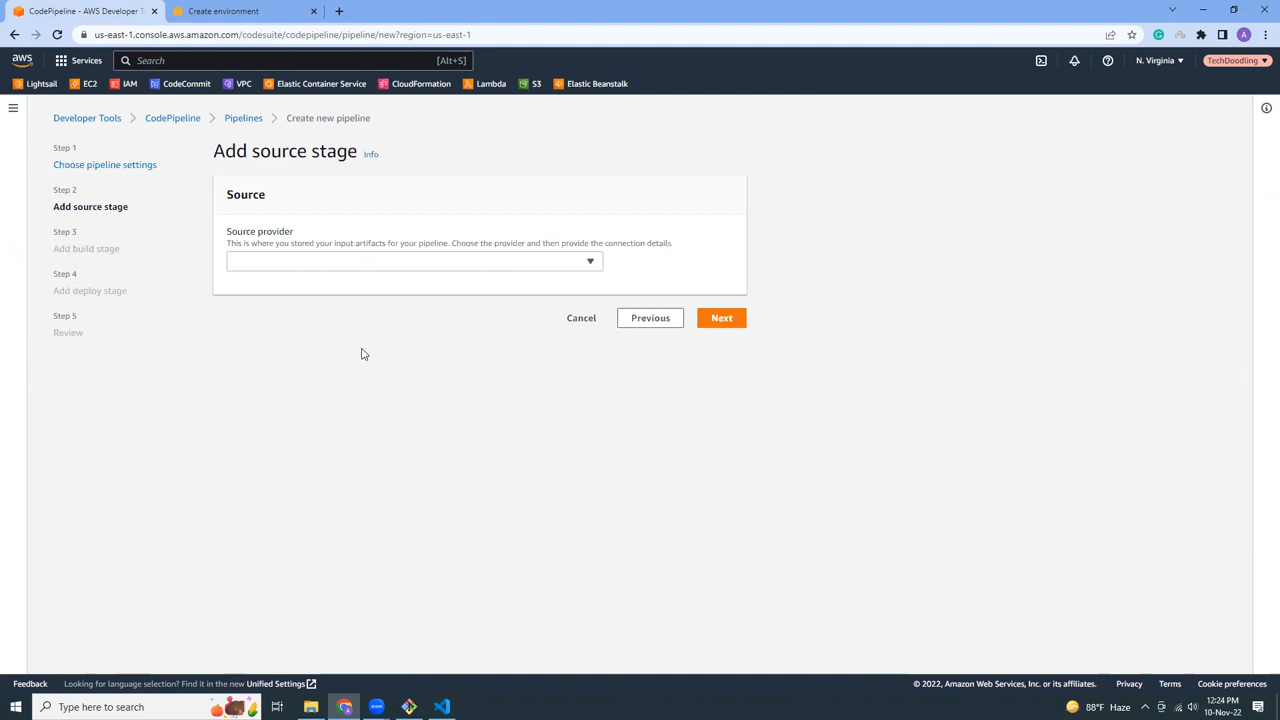 CodePipeline - AWS Developer To
Create environment
us-east-1.console.aws.amazon.com/codesuite/codepipeline/pipeline/new?region=us-east-1
A
aws
Services
Search
[Alt+S]
N. Virginia
TechDoodling
Lightsail
EC2
IAM
CodeCommit
VPC
Elastic Container Service
CloudFormation
Lambda
S3
Elastic Beanstalk
Developer Tools
CodePipeline
Pipelines
Create new pipeline
Step 1
Choose pipeline settings
Step 2
Add source stage
Step 3
Add build stage
Step 4
Add deploy stage
Step 5
Review
Add source stage
Info
Source
Source provider
This is where you stored your input artifacts for your pipeline. Choose the provider and then provide the connection details.
Cancel
Previous
Next
Feedback
Looking for language selection? Find it in the new Unified Settings
© 2022, Amazon Web Services, Inc. or its affiliates.
Privacy
Terms
Cookie preferences
Type here to search
88°F Haze
12:24 PM
10-Nov-22